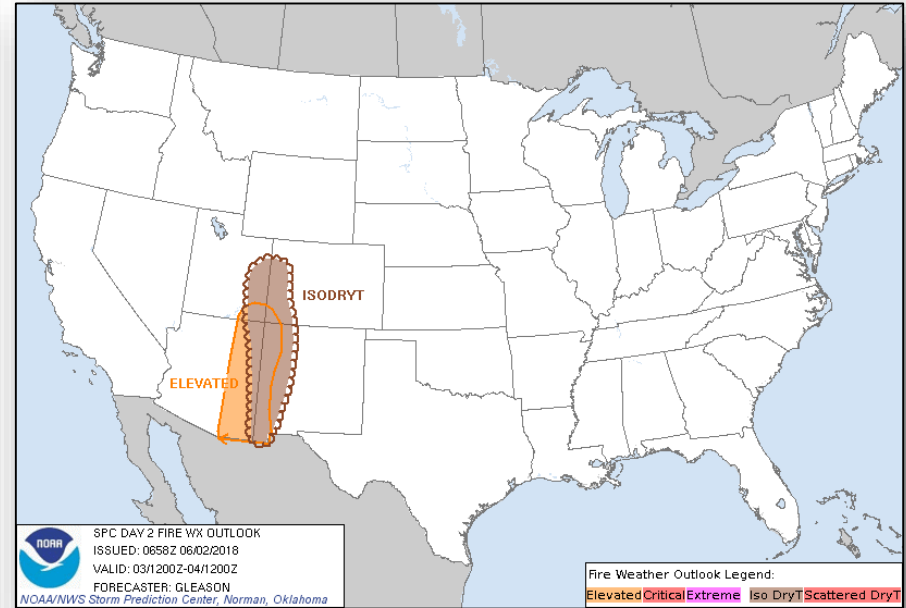 ISODRYT
ELEVATED
NOAA
SPC DAY 2 FIRE WX OUTLOOK
ISSUED: 0658Z 06/02/2018
VALID: 03/1200Z-04/1200Z
FORECASTER: GLEASON
NOAA/NWS Storm Prediction Center, Norman, Oklahoma
Fire Weather Outlook Legend:
Elevated Critical Extreme Iso DryT Scattered DryT